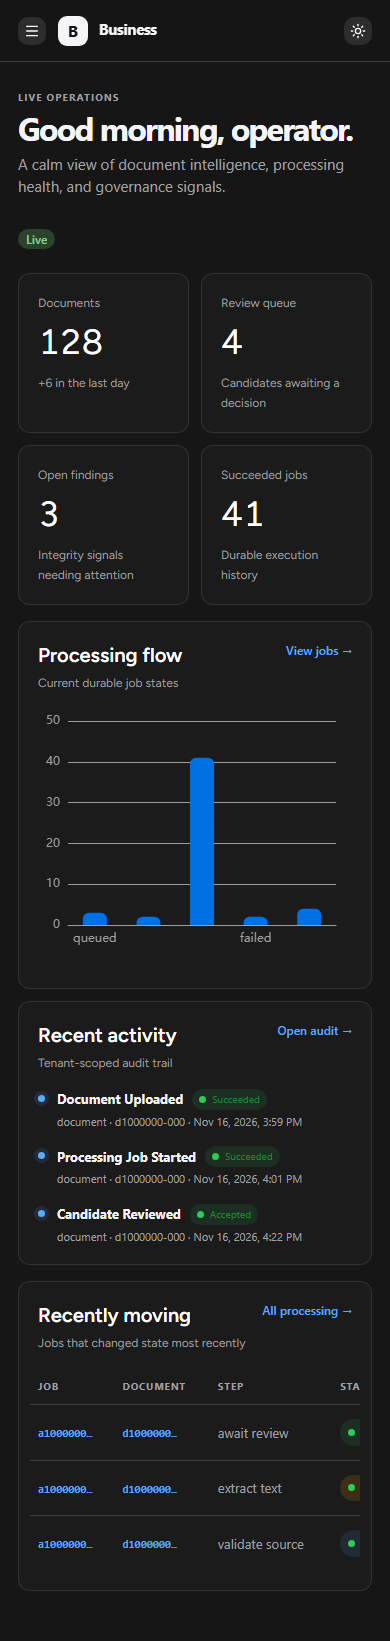 B Business
LIVE OPERATIONS
Good morning, operator.
A calm view of document intelligence, processing
health, and governance signals.
Live
Documents
128
+6 in the last day
Review queue
4
Candidates awaiting a
decision
Open findings
3
Integrity signals
needing attention
Succeeded jobs
41
Durable execution
history
Processing flow
View jobs →
Current durable job states
50
40
30
20
10
0
queued failed
Recent activity
Open audit →
Tenant-scoped audit trail
Document Uploaded Succeeded
document · d1000000-000 · Nov 16, 2026, 3:59 PM
Processing Job Started Succeeded
document · d1000000-000 · Nov 16, 2026, 4:01 PM
Candidate Reviewed Accepted
document · d1000000-000 · Nov 16, 2026, 4:22 PM
Recently moving
All processing →
Jobs that changed state most recently
JOB DOCUMENT STEP STA
a1000000… d1000000… await review
a1000000… d1000000… extract text
a1000000… d1000000… validate source